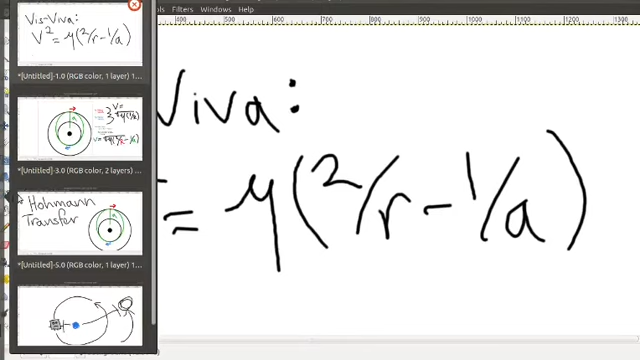 Vis-Viva:
V² = μ(2/r - 1/a)
*[Untitled]-1.0 (RGB color, 1 layer) 1...
*[Untitled]-3.0 (RGB color, 2 layers) ...
Hohmann
Transfer
*[Untitled]-5.0 (RGB color, 1 layer) 1...
Tools Filters Windows Help
400 500 600 700 800 900 1000 1100 1200 1300
Viva:
= μ(2/r - 1/a)